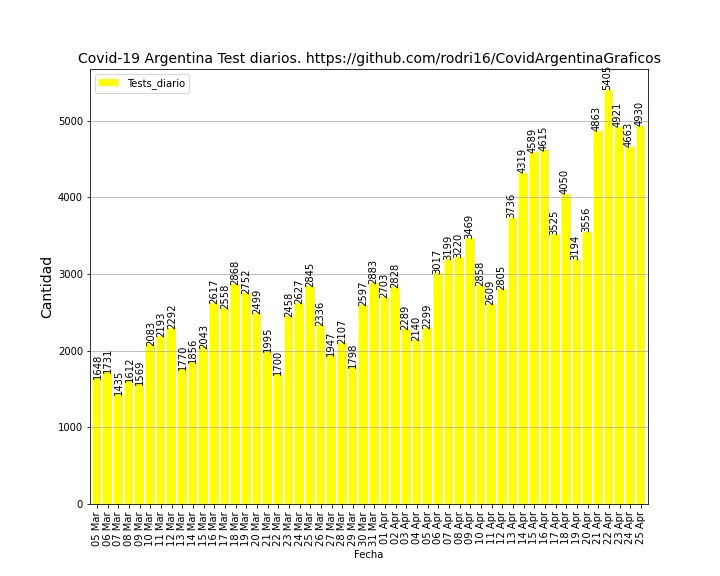 Covid-19 Argentina Test diarios. https://github.com/rodri16/CovidArgentinaGraficos
Tests_diario
Cantidad
5000
4000
3000
2000
1000
0
1648
1731
1435
1612
1569
2083
2193
2292
1770
1856
2043
2617
2558
2868
2752
2499
1995
1700
2458
2627
2845
2336
1947
2107
1798
2597
2883
2703
2828
2289
2140
2299
3017
3199
3220
3469
2858
2609
2805
3736
4319
4589
4615
3525
4050
3194
3556
4863
5405
4921
4663
4930
05 Mar
06 Mar
07 Mar
08 Mar
09 Mar
10 Mar
11 Mar
12 Mar
13 Mar
14 Mar
15 Mar
16 Mar
17 Mar
18 Mar
19 Mar
20 Mar
21 Mar
22 Mar
23 Mar
24 Mar
25 Mar
26 Mar
27 Mar
28 Mar
29 Mar
30 Mar
31 Mar
01 Apr
02 Apr
03 Apr
04 Apr
05 Apr
06 Apr
07 Apr
08 Apr
09 Apr
10 Apr
11 Apr
12 Apr
13 Apr
14 Apr
15 Apr
16 Apr
17 Apr
18 Apr
19 Apr
20 Apr
21 Apr
22 Apr
23 Apr
24 Apr
25 Apr
Fecha